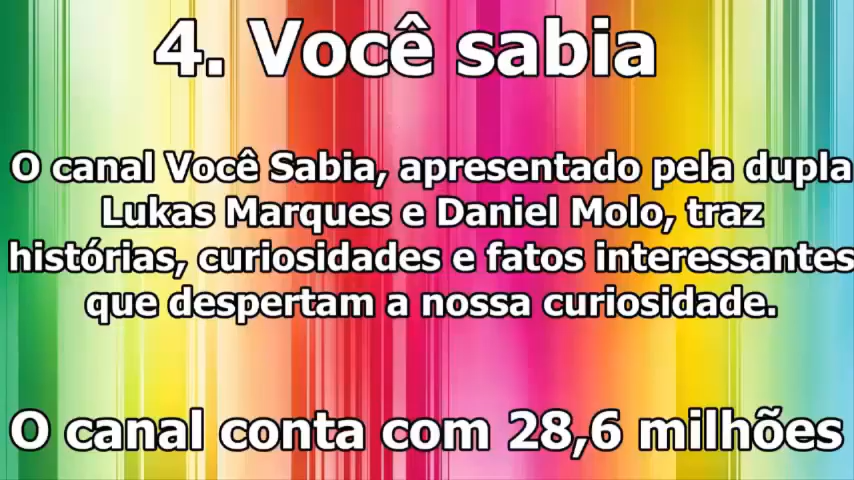 4. Você sabia
O canal Você Sabia, apresentado pela dupla
Lukas Marques e Daniel Molo, traz
histórias, curiosidades e fatos interessantes
que despertam a nossa curiosidade.
O canal conta com 28,6 milhões